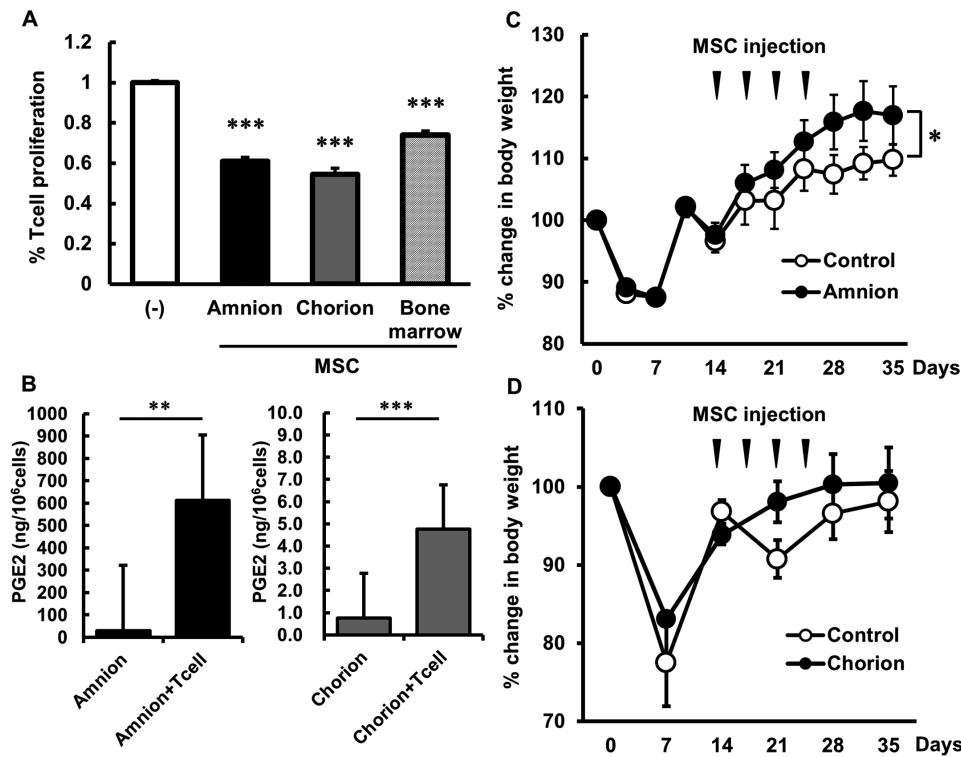 A
% Tcell proliferation
1.2
1
0.8
0.6
0.4
0.2
0
***
***
***
(-)
Amnion
Chorion
Bone
marrow
MSC
B
PGE2 (ng/10⁶cells)
1000
900
800
700
600
500
400
300
200
100
0
**
Amnion
Amnion+Tcell
PGE2 (ng/10⁶cells)
10.0
9.0
8.0
7.0
6.0
5.0
4.0
3.0
2.0
1.0
0.0
***
Chorion
Chorion+Tcell
C
% change in body weight
130
120
110
100
90
80
MSC injection
*
Control
Amnion
0 7 14 21 28 35 Days
D
% change in body weight
110
100
90
80
70
MSC injection
Control
Chorion
0 7 14 21 28 35 Days